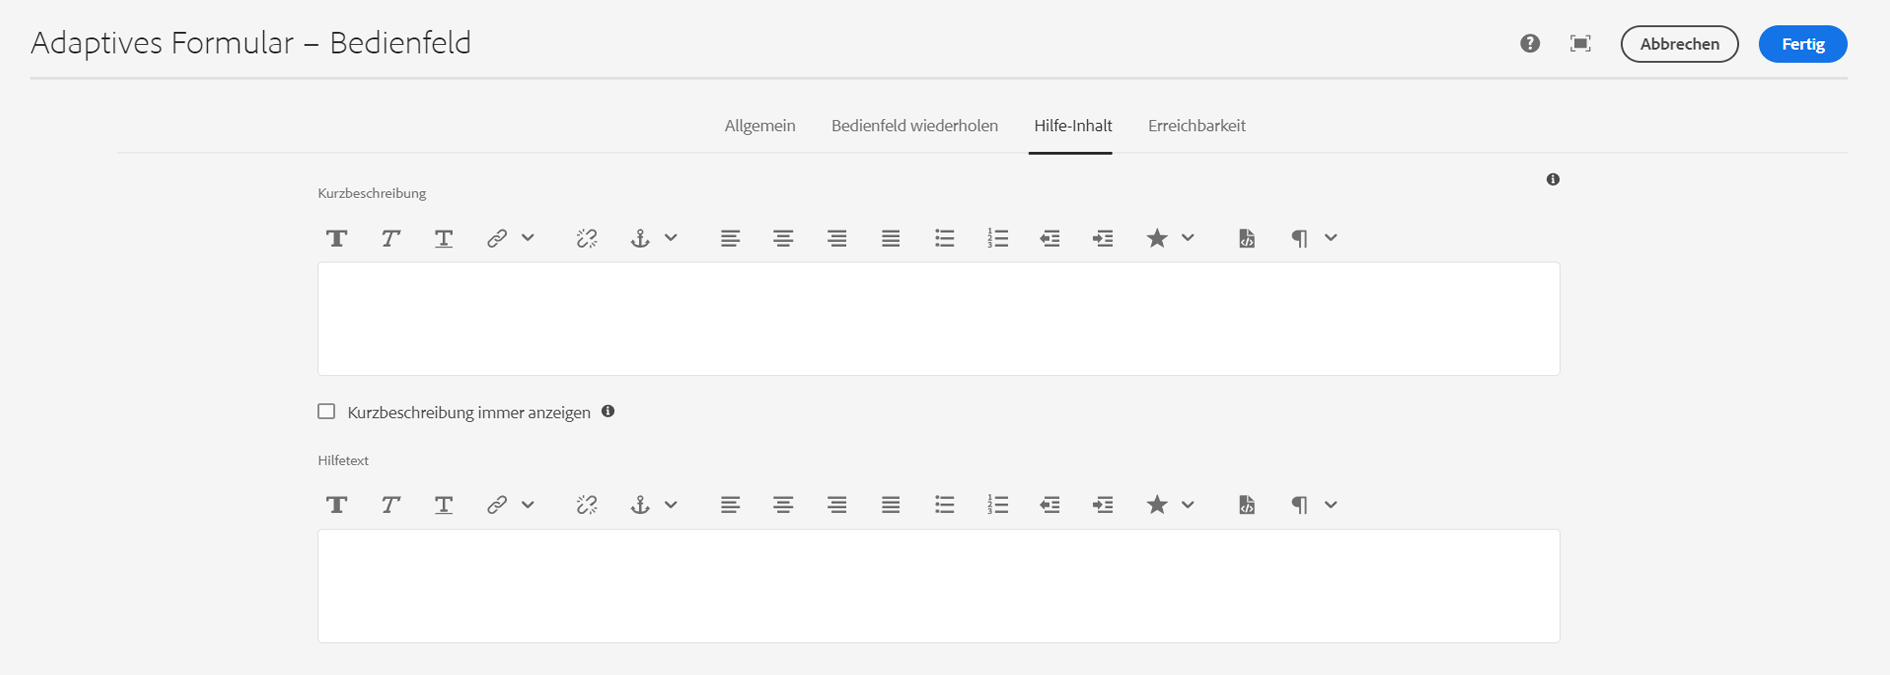 Adaptives Formular – Bedienfeld
Abbrechen
Fertig
Allgemein
Bedienfeld wiederholen
Hilfe-Inhalt
Erreichbarkeit
Kurzbeschreibung
Kurzbeschreibung immer anzeigen
Hilfetext